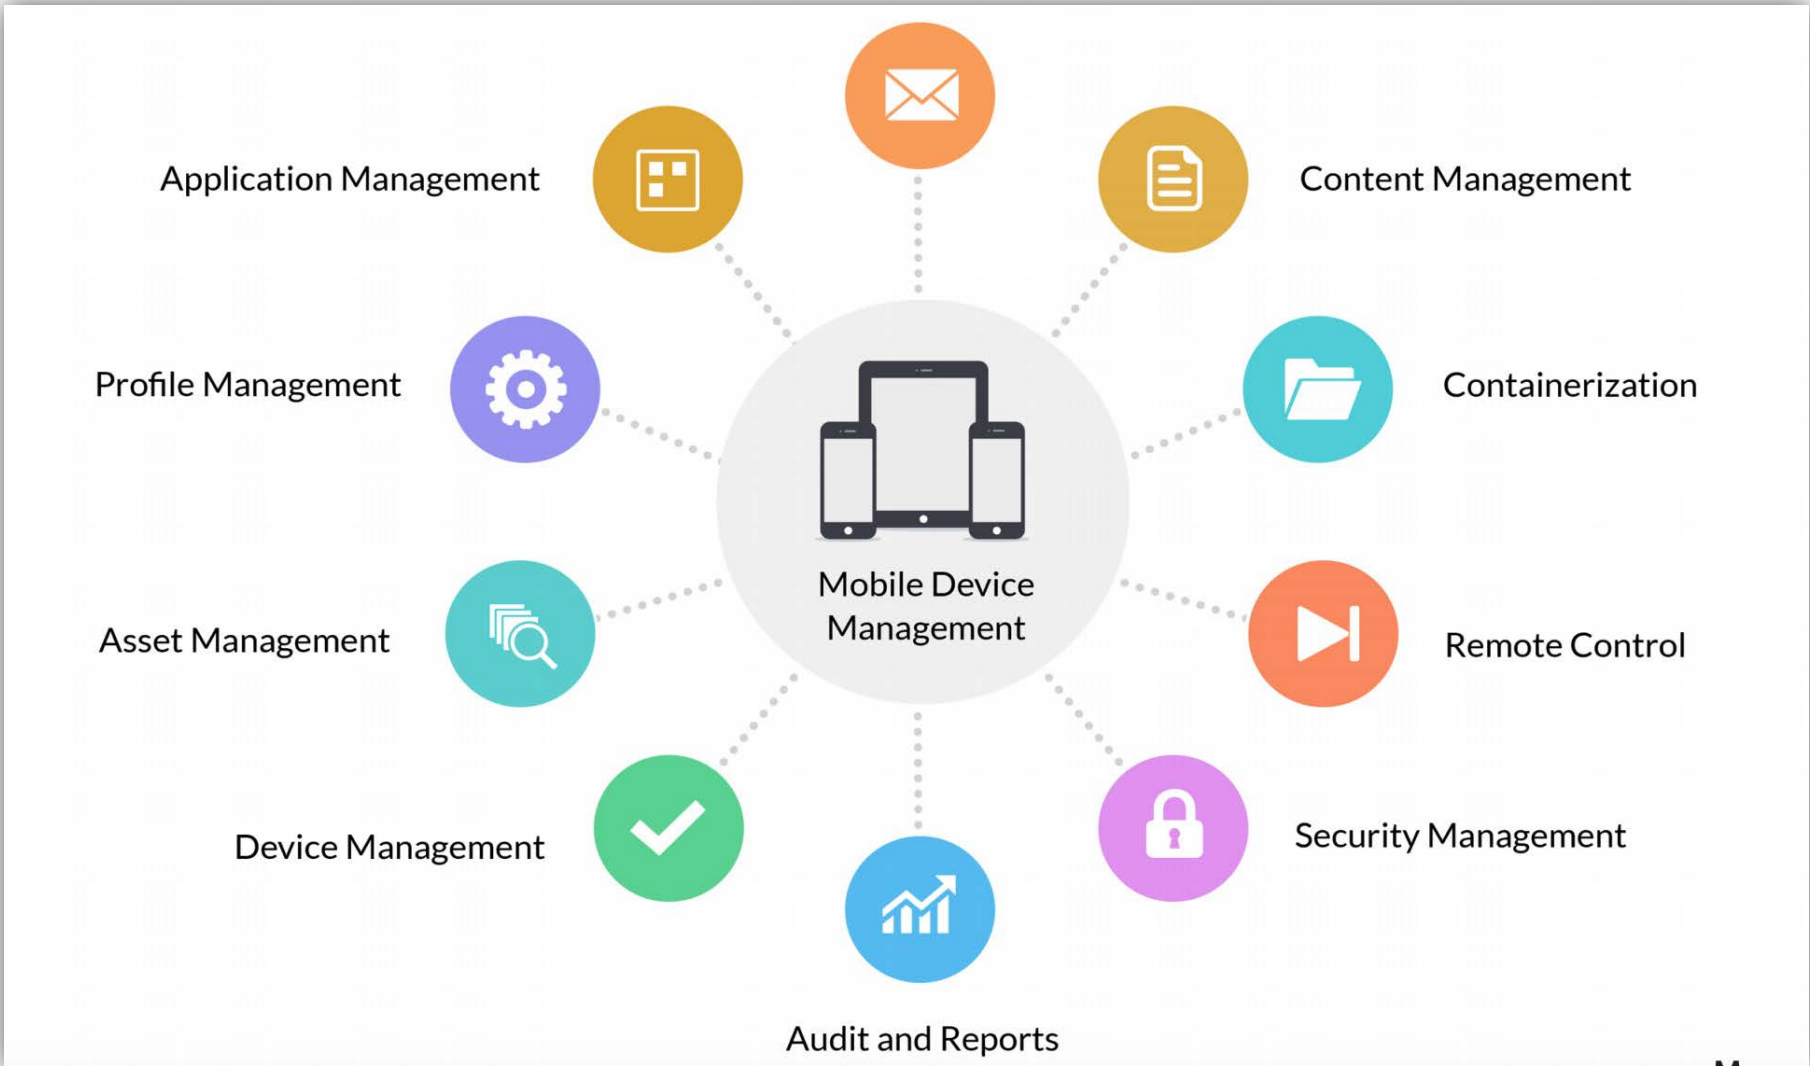 Application Management
Content Management
Profile Management
Containerization
Mobile Device
Management
Asset Management
Remote Control
Device Management
Security Management
Audit and Reports